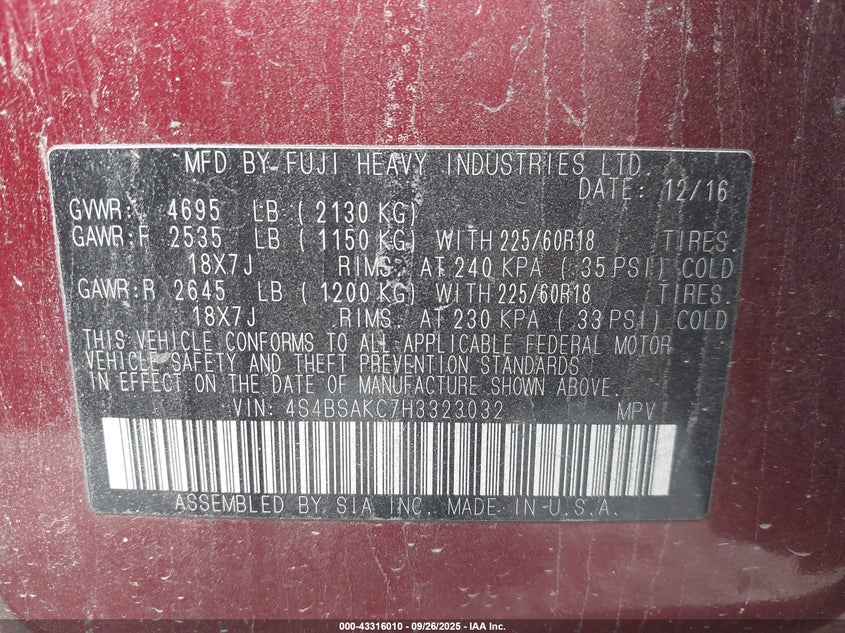 MFD BY FUJI HEAVY INDUSTRIES LTD.
DATE: 12/16
GVWR: 4695 LB ( 2130 KG)
GAWR:F 2535 LB ( 1150 KG) WITH 225/60R18 TIRES.
18X7J RIMS. AT 240 KPA ( 35 PSI) COLD
GAWR:R 2645 LB ( 1200 KG) WITH 225/60R18 TIRES.
18X7J RIMS. AT 230 KPA ( 33 PSI) COLD
THIS VEHICLE CONFORMS TO ALL APPLICABLE FEDERAL MOTOR
VEHICLE SAFETY AND THEFT PREVENTION STANDARDS
IN EFFECT ON THE DATE OF MANUFACTURE SHOWN ABOVE.
VIN: 4S4BSAKC7H3323032 MPV
ASSEMBLED BY SIA INC. MADE IN U.S.A.
000-43316010 - 09/26/2025 - IAA Inc.